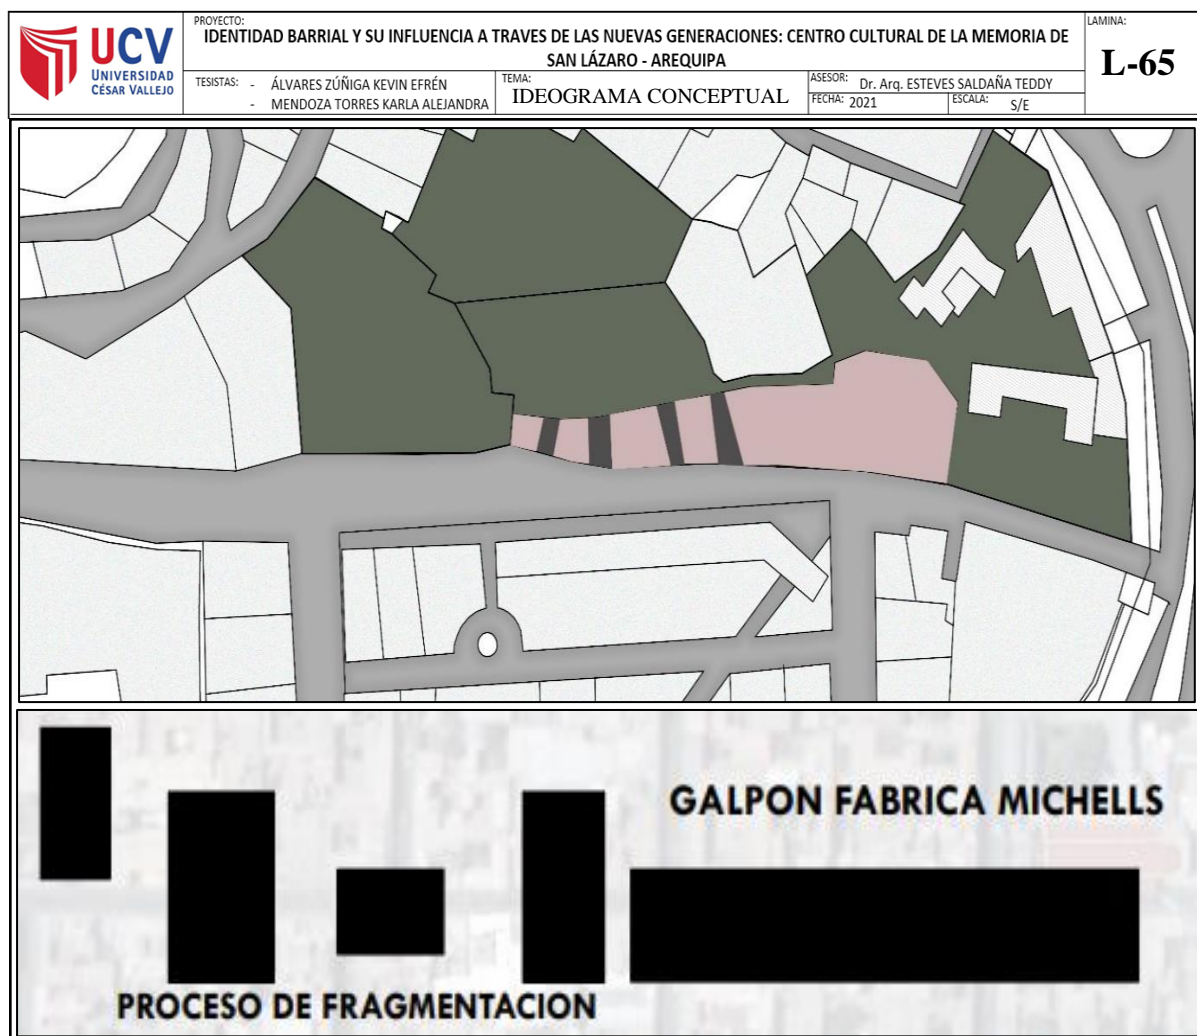 UCV
UNIVERSIDAD
CÉSAR VALLEJO
PROYECTO:
IDENTIDAD BARRIAL Y SU INFLUENCIA A TRAVES DE LAS NUEVAS GENERACIONES: CENTRO CULTURAL DE LA MEMORIA DE
SAN LÁZARO - AREQUIPA
TESISTAS: - ÁLVARES ZÚÑIGA KEVIN EFRÉN
- MENDOZA TORRES KARLA ALEJANDRA
TEMA:
IDEOGRAMA CONCEPTUAL
ASESOR: Dr. Arq. ESTEVES SALDAÑA TEDDY
FECHA: 2021
ESCALA: S/E
LAMINA:
L-65
GALPON FABRICA MICHELLS
PROCESO DE FRAGMENTACION